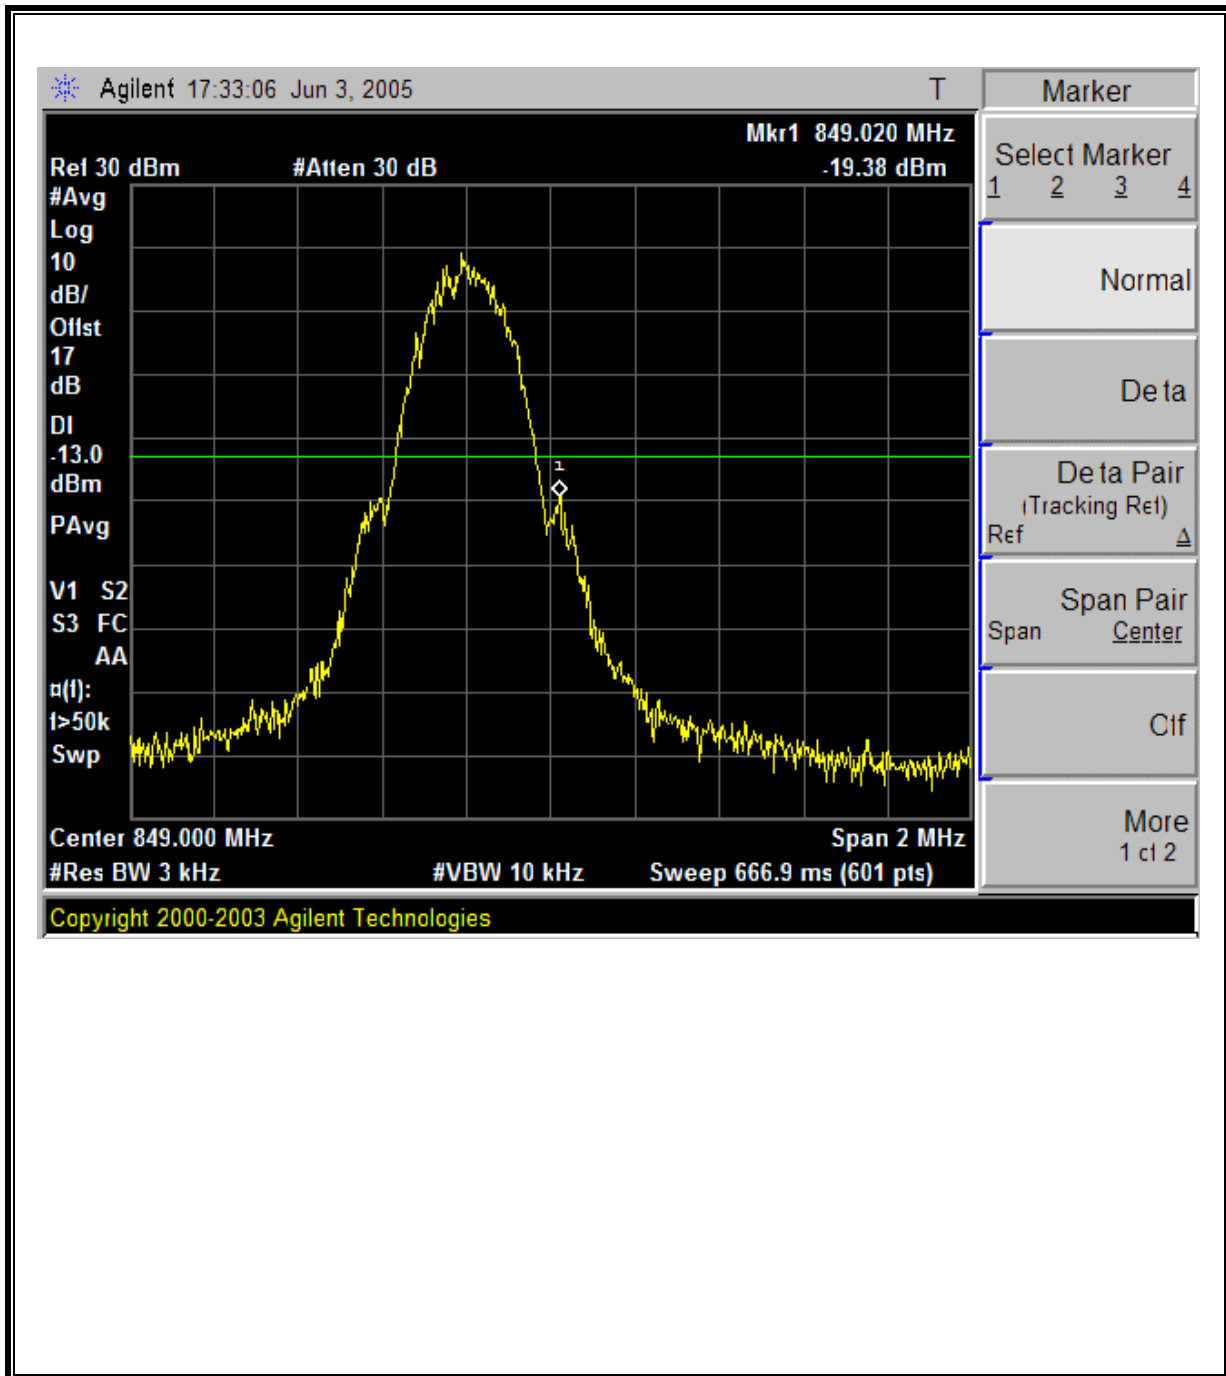 Agilent 17:33:06 Jun 3, 2005 T
Mkr1 849.020 MHz
Ref 30 dBm #Atten 30 dB -19.38 dBm
#Avg
Log
10
dB/
Offst
17
dB
DI
-13.0
dBm
PAvg
V1 S2
S3 FC
AA
¤(f):
f>50k
Swp
1
Center 849.000 MHz Span 2 MHz
#Res BW 3 kHz #VBW 10 kHz Sweep 666.9 ms (601 pts)
Copyright 2000-2003 Agilent Technologies
Marker
Select Marker
1 2 3 4
Normal
Delta
Delta Pair
(Tracking Ref)
Ref Δ
Span Pair
Span Center
Off
More
1 of 2